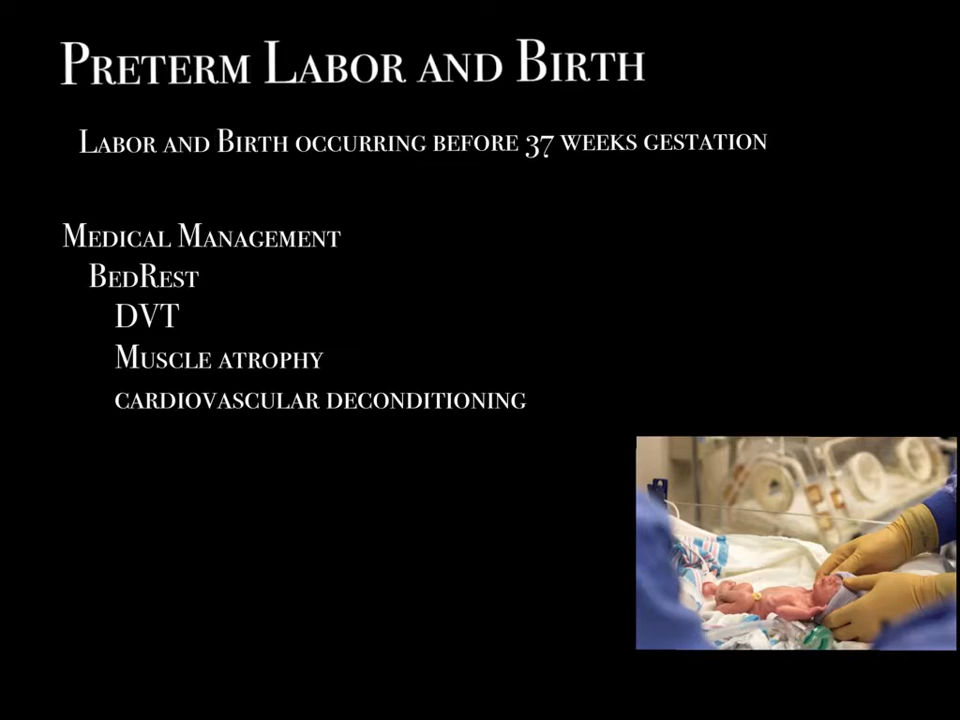 Preterm Labor and Birth
Labor and Birth occurring before 37 weeks gestation
Medical Management
BedRest
DVT
Muscle atrophy
cardiovascular deconditioning